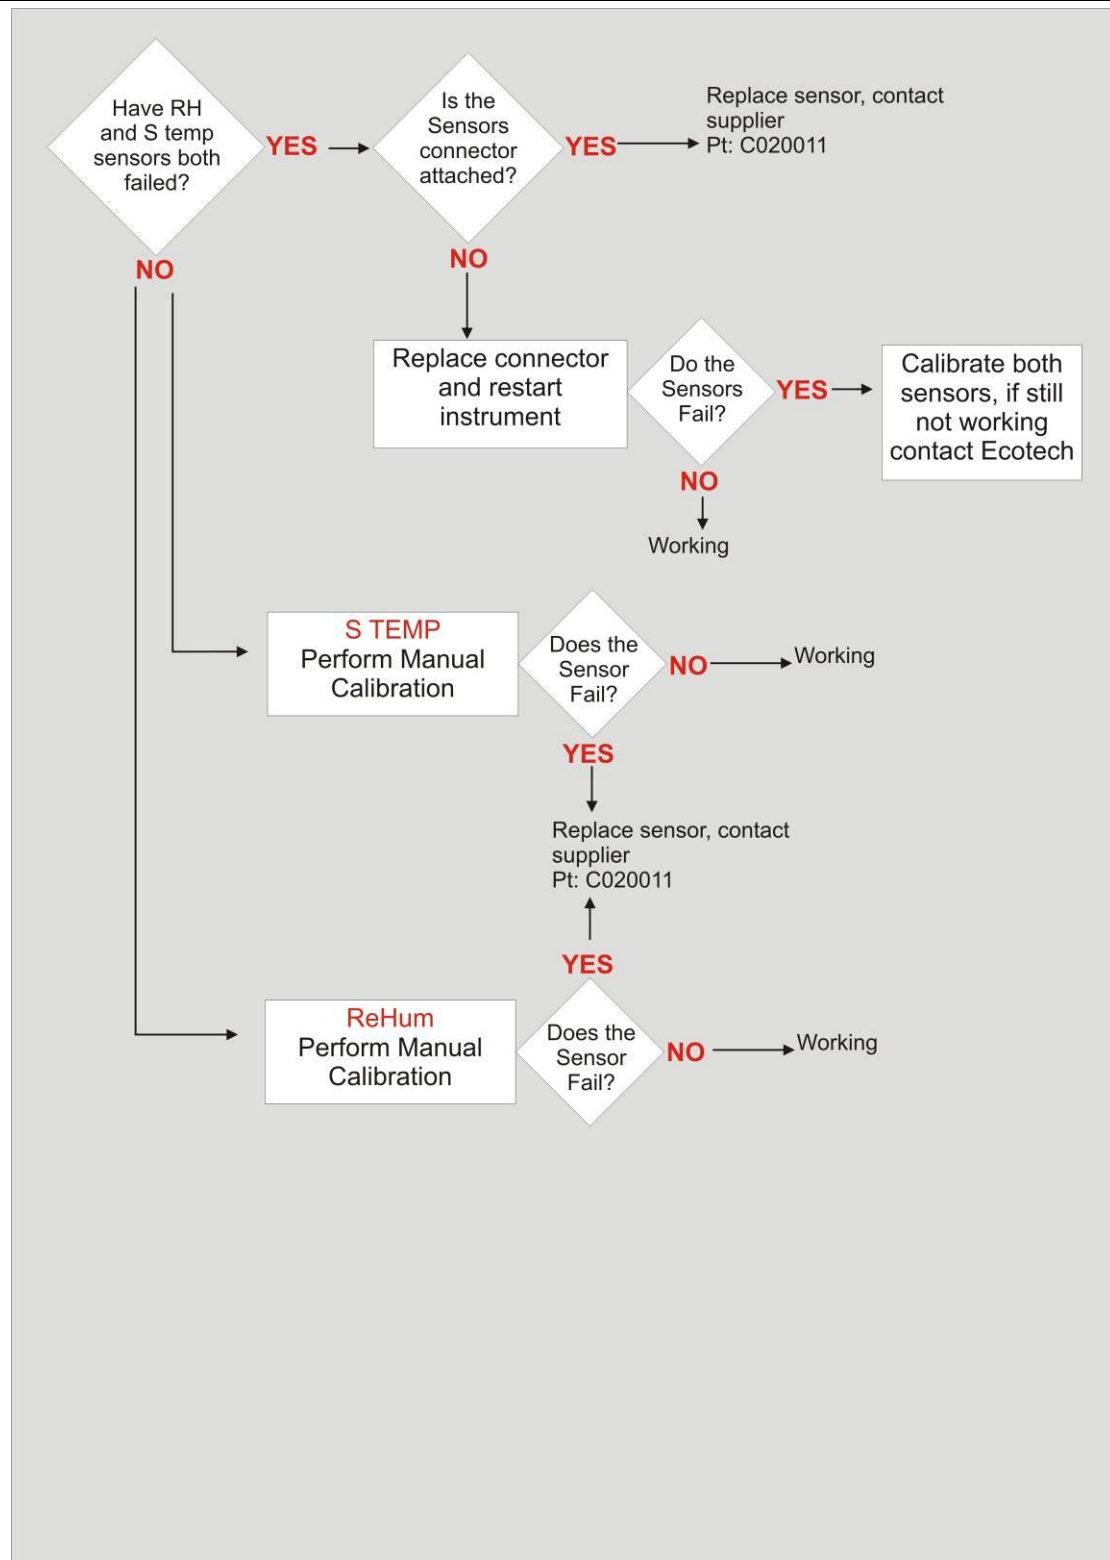 Have RH
and S temp
sensors both
failed?
YES
Is the
Sensors
connector
attached?
YES
Replace sensor, contact
supplier
Pt: C020011
NO
NO
Replace connector
and restart
instrument
Do the
Sensors
Fail?
YES
Calibrate both
sensors, if still
not working
contact Ecotech
NO
Working
S TEMP
Perform Manual
Calibration
Does the
Sensor
Fail?
NO
Working
YES
Replace sensor, contact
supplier
Pt: C020011
YES
ReHum
Perform Manual
Calibration
Does the
Sensor
Fail?
NO
Working